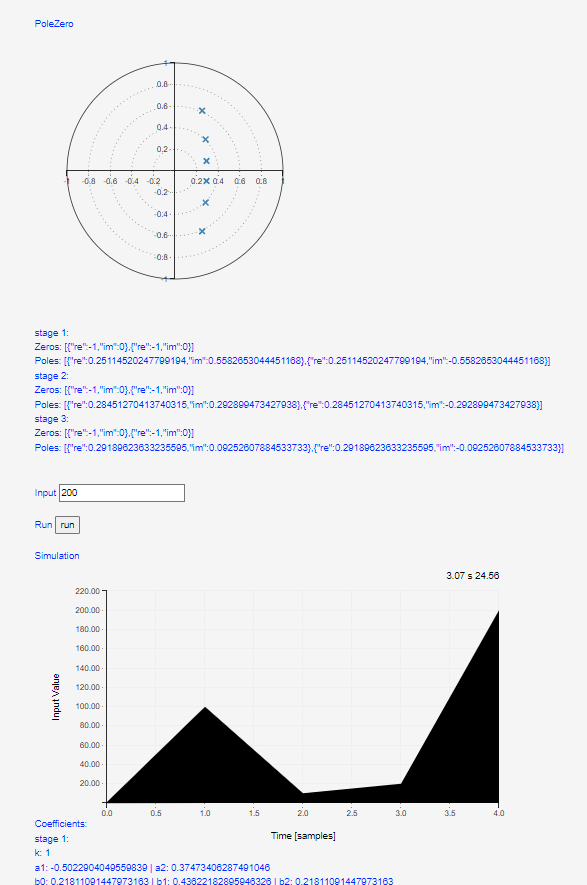 PoleZero
1
0.8
0.6
0.4
0.2
-1 -0.8 -0.6 -0.4 -0.2 0.2 0.4 0.6 0.8 1
-0.2
-0.4
-0.6
-0.8
-1
stage 1:
Zeros: [{"re":-1,"im":0},{"re":-1,"im":0}]
Poles: [{"re":0.25114520247799194,"im":0.5582653044451168},{"re":0.25114520247799194,"im":-0.5582653044451168}]
stage 2:
Zeros: [{"re":-1,"im":0},{"re":-1,"im":0}]
Poles: [{"re":0.28451270413740315,"im":0.292899473427938},{"re":0.28451270413740315,"im":-0.292899473427938}]
stage 3:
Zeros: [{"re":-1,"im":0},{"re":-1,"im":0}]
Poles: [{"re":0.29189623633235595,"im":0.09252607884533733},{"re":0.29189623633235595,"im":-0.09252607884533733}]
Input 200
Run run
Simulation
3.07 s 24.56
220.00
200.00
180.00
160.00
140.00
120.00
100.00
80.00
60.00
40.00
20.00
Input Value
0.0 0.5 1.0 1.5 2.0 2.5 3.0 3.5 4.0
Time [samples]
Coefficients:
stage 1:
k: 1
a1: -0.5022904049559839 | a2: 0.37473406287491046
b0: 0.21811091447973163 | b1: 0.43622182895946326 | b2: 0.21811091447973163